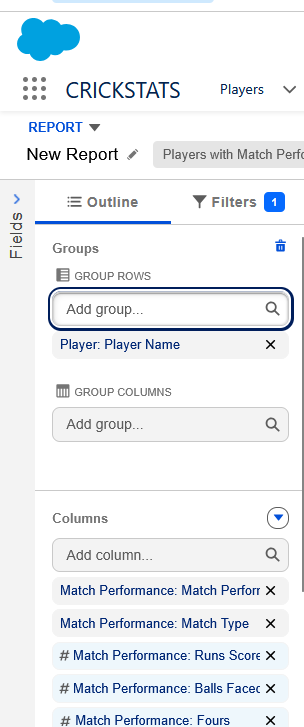 CRICKSTATS
Players
REPORT
New Report
Players with Match Perfo
Fields
Outline
Filters 1
Groups
GROUP ROWS
Add group...
Player: Player Name
GROUP COLUMNS
Add group...
Columns
Add column...
Match Performance: Match Perforr
Match Performance: Match Type
# Match Performance: Runs Score
# Match Performance: Balls Faced
# Match Performance: Fours